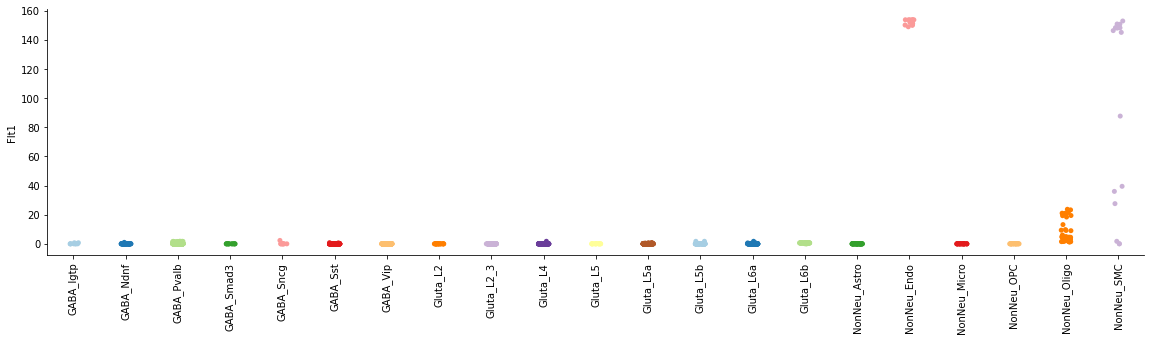 160
140
120
100
80
60
40
20
0
Flt1
GABA_Igtp
GABA_Ndnf
GABA_Pvalb
GABA_Smad3
GABA_Sncg
GABA_Sst
GABA_Vip
Gluta_L2
Gluta_L2_3
Gluta_L4
Gluta_L5
Gluta_L5a
Gluta_L5b
Gluta_L6a
Gluta_L6b
NonNeu_Astro
NonNeu_Endo
NonNeu_Micro
NonNeu_OPC
NonNeu_Oligo
NonNeu_SMC